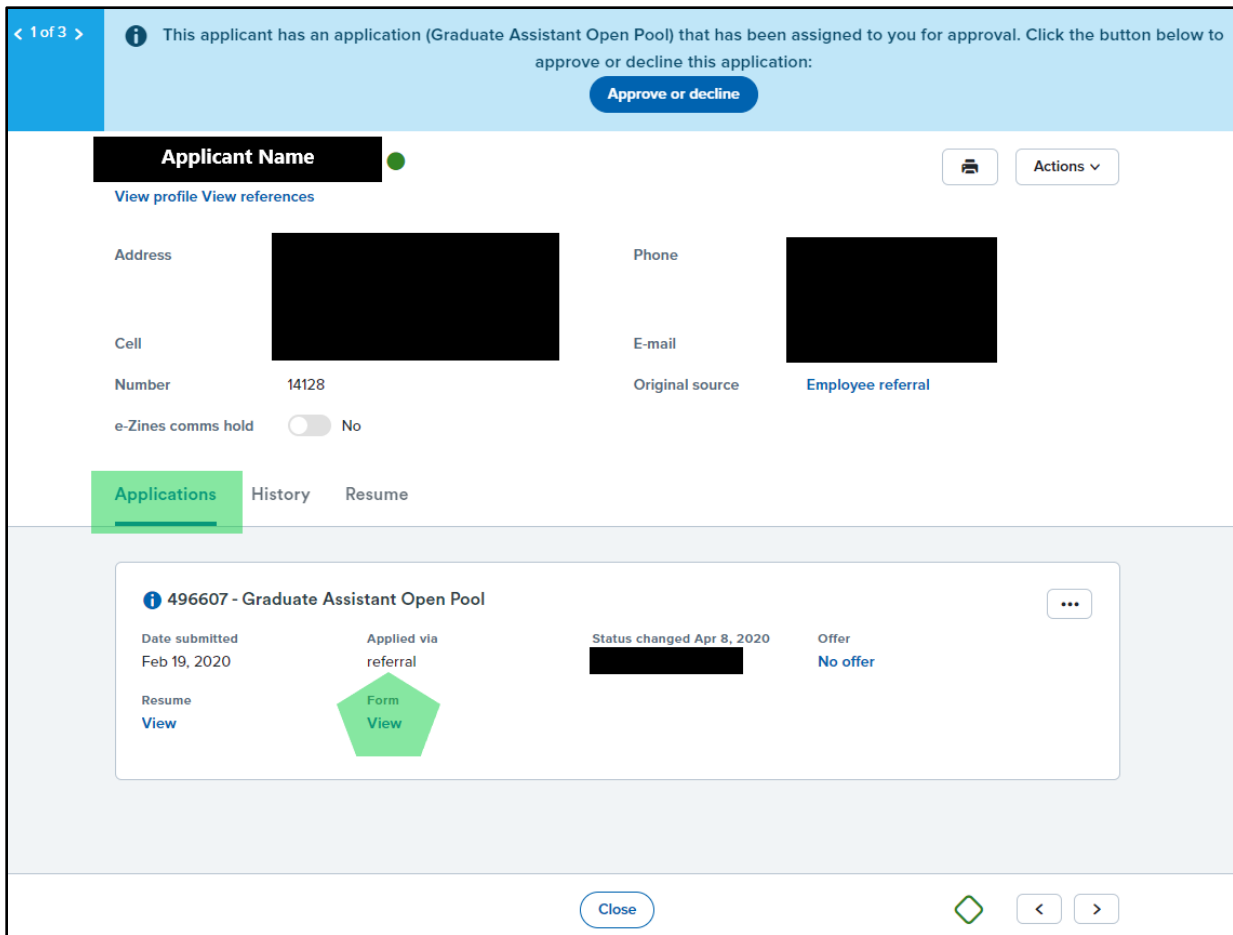 1 of 3
This applicant has an application (Graduate Assistant Open Pool) that has been assigned to you for approval. Click the button below to
approve or decline this application:
Approve or decline
Applicant Name
Actions
View profile View references
Address
Phone
Cell
E-mail
Number 14128
Original source Employee referral
e-Zines comms hold No
Applications History Resume
496607 - Graduate Assistant Open Pool
...
Date submitted Applied via Status changed Apr 8, 2020 Offer
Feb 19, 2020 referral No offer
Resume Form
View View
Close